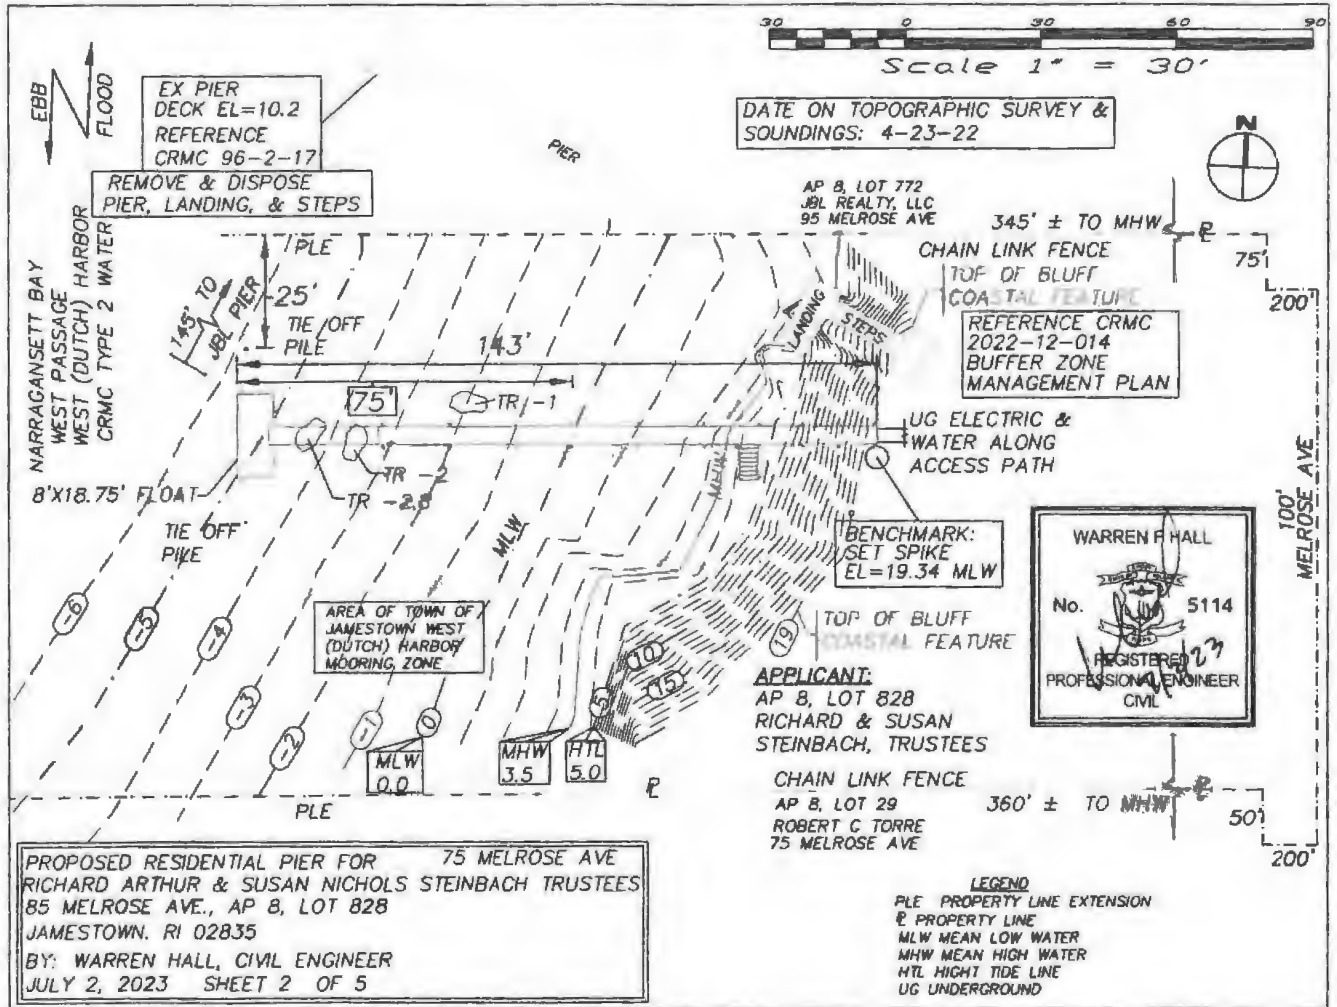 30 0 30 60 90
Scale 1" = 30'
EBB
FLOOD
EX PIER
DECK EL=10.2
REFERENCE
CRMC 96-2-17
REMOVE & DISPOSE
PIER, LANDING, & STEPS
PIER
DATE ON TOPOGRAPHIC SURVEY &
SOUNDINGS: 4-23-22
N
AP 8, LOT 772
JBL REALTY, LLC
95 MELROSE AVE
345' ± TO MHW
75'
200'
CHAIN LINK FENCE
TOP OF BLUFF
COASTAL FEATURE
REFERENCE CRMC
2022-12-014
BUFFER ZONE
MANAGEMENT PLAN
NARRAGANSETT BAY
WEST PASSAGE
WEST (DUTCH) HARBOR
CRMC TYPE 2 WATER
PLE
25'
145' TO
JBL PIER
TIE OFF
PILE
143'
75'
TR -1
TR -2
TR -2.8
LANDING
STEPS
UG ELECTRIC &
WATER ALONG
ACCESS PATH
8'X18.75' FLOAT
TIE OFF
PILE
MLW
MHW
BENCHMARK:
SET SPIKE
EL=19.34 MLW
100'
MELROSE AVE
WARREN HALL
No. 5114
REGISTERED
PROFESSIONAL ENGINEER
CIVIL
AREA OF TOWN OF
JAMESTOWN WEST
(DUTCH) HARBOR
MOORING ZONE
TOP OF BLUFF
COASTAL FEATURE
19
10
15
5
-6
-5
-4
-3
-2
-1
0
MLW
0.0
MHW
3.5
HTL
5.0
APPLICANT:
AP 8, LOT 828
RICHARD & SUSAN
STEINBACH, TRUSTEES
CHAIN LINK FENCE
AP 8, LOT 29
ROBERT C TORRE
75 MELROSE AVE
360' ± TO MHW
50'
200'
PLE
PROPOSED RESIDENTIAL PIER FOR 75 MELROSE AVE
RICHARD ARTHUR & SUSAN NICHOLS STEINBACH TRUSTEES
85 MELROSE AVE., AP 8, LOT 828
JAMESTOWN. RI 02835
BY: WARREN HALL, CIVIL ENGINEER
JULY 2, 2023 SHEET 2 OF 5
LEGEND
PLE PROPERTY LINE EXTENSION
PL PROPERTY LINE
MLW MEAN LOW WATER
MHW MEAN HIGH WATER
HTL HIGHT TIDE LINE
UG UNDERGROUND